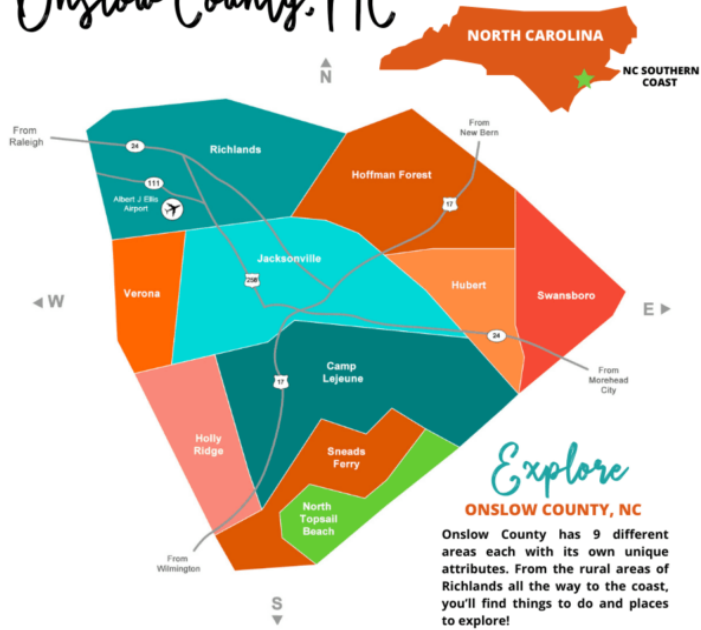 Onslow County, NC
NORTH CAROLINA
NC SOUTHERN
COAST
N
From
Raleigh
24
Richlands
From
New Bern
Hoffman Forest
111
Albert J Ellis
Airport
17
Jacksonville
258
Verona
Hubert
Swansboro
W
E
24
From
Morehead
City
Camp
Lejeune
17
Holly
Ridge
Sneads
Ferry
North
Topsail
Beach
From
Wilmington
S
Explore
ONSLOW COUNTY, NC
Onslow County has 9 different
areas each with its own unique
attributes. From the rural areas of
Richlands all the way to the coast,
you'll find things to do and places
to explore!